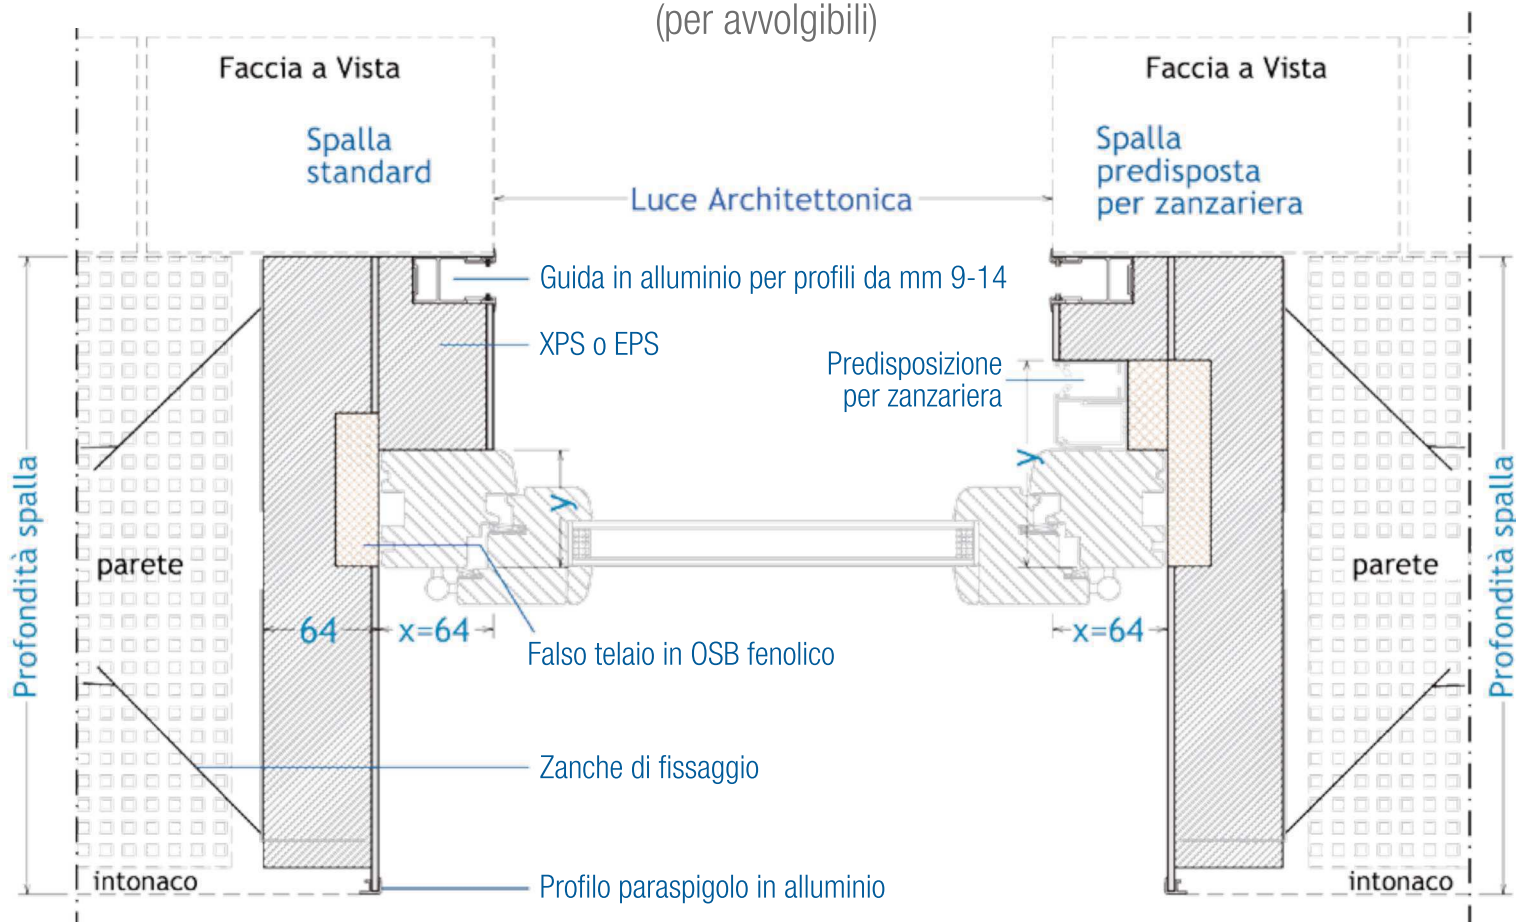 (per avvolgibili)
Faccia a Vista
Faccia a Vista
Spalla
standard
Spalla
predisposta
per zanzariera
Luce Architettonica
Guida in alluminio per profili da mm 9-14
XPS o EPS
Predisposizione
per zanzariera
y
y
Profondità spalla
Profondità spalla
parete
parete
64
x=64
x=64
Falso telaio in OSB fenolico
Zanche di fissaggio
intonaco
intonaco
Profilo paraspigolo in alluminio